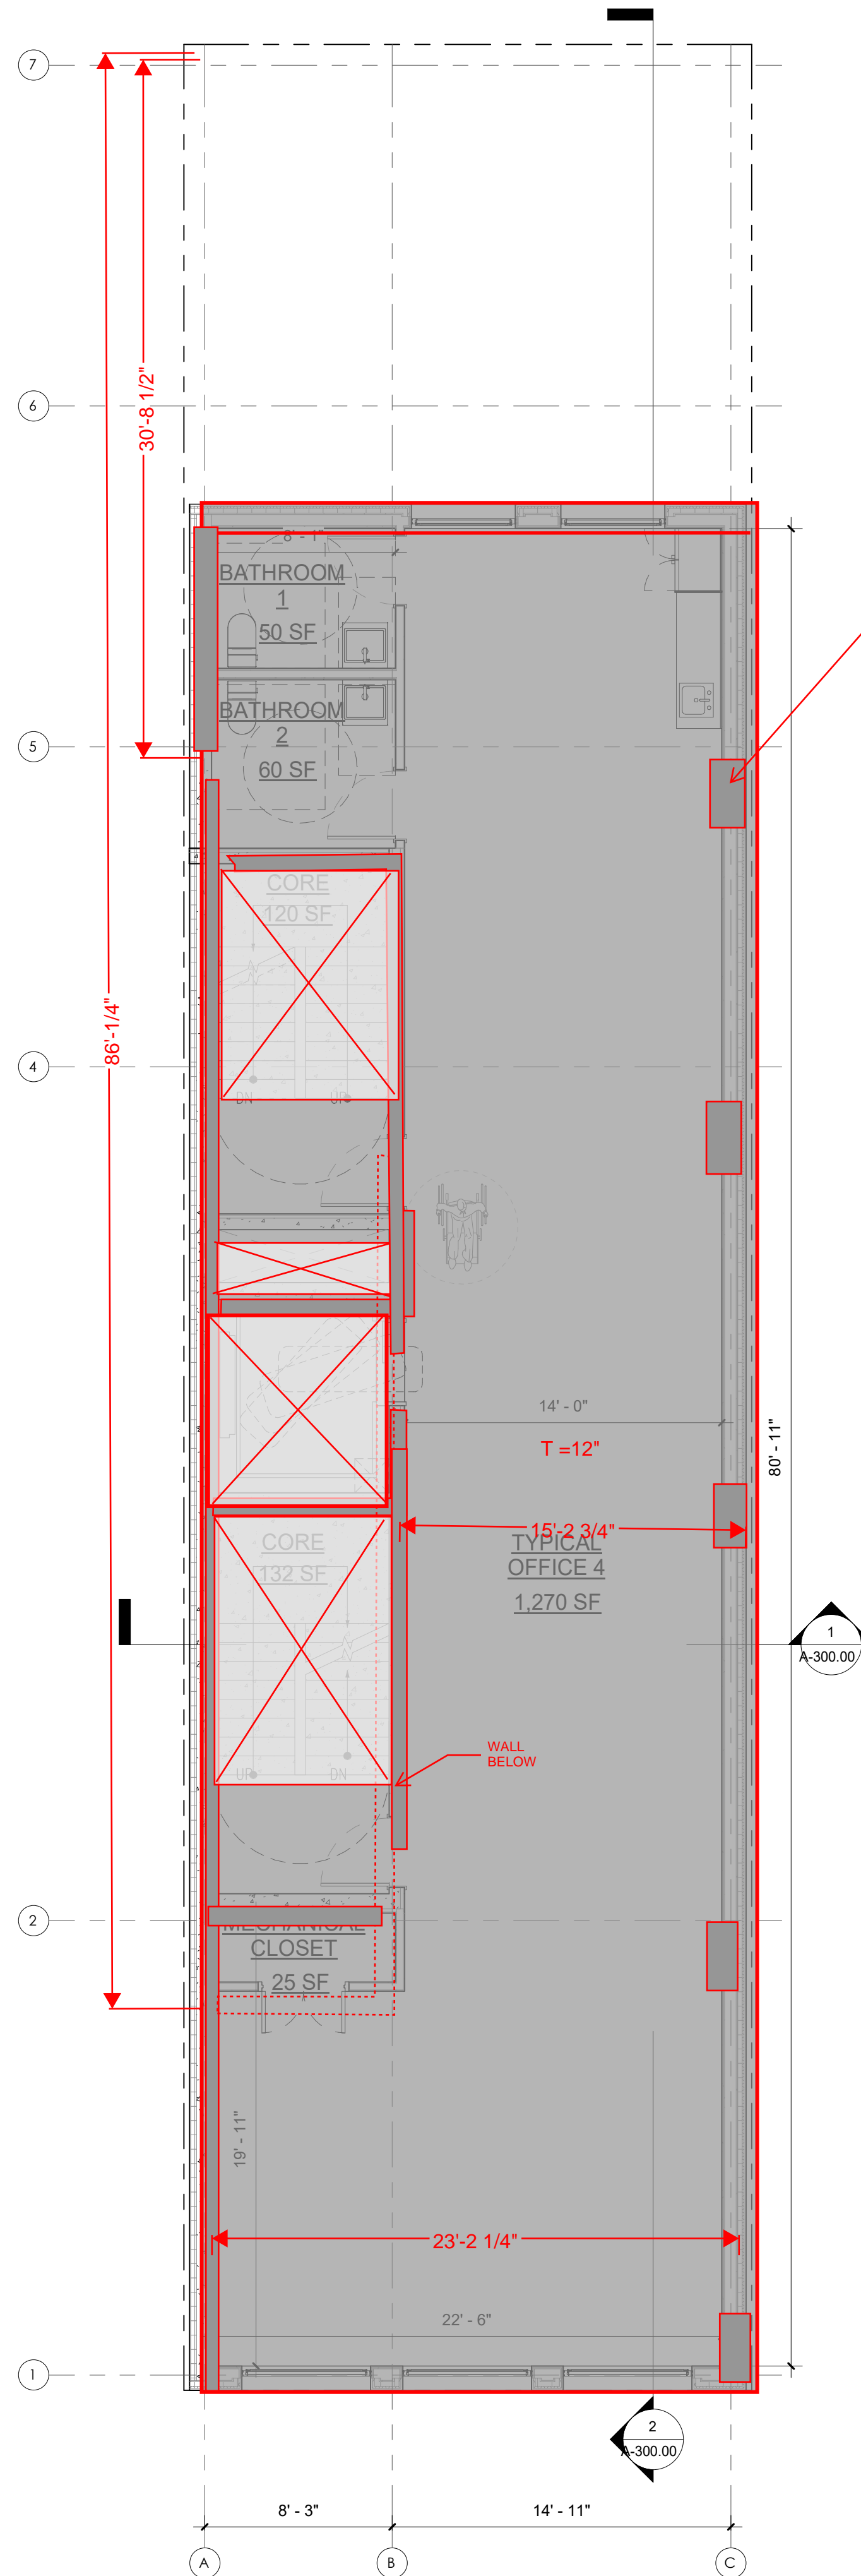 7
6
30'-8 1/2"
8' - 1"
BATHROOM
1
50 SF
BATHROOM
2
60 SF
5
CORE
120 SF
86'-1/4"
4
DN
UP
14' - 0"
T =12"
80' - 11"
15'-2 3/4"
CORE
132 SF
TYPICAL
OFFICE 4
1,270 SF
1
A-300.00
WALL
BELOW
UP
DN
2
MECHANICAL
CLOSET
25 SF
19' - 11"
23'-2 1/4"
22' - 6"
1
2
A-300.00
8' - 3"
14' - 11"
A
B
C